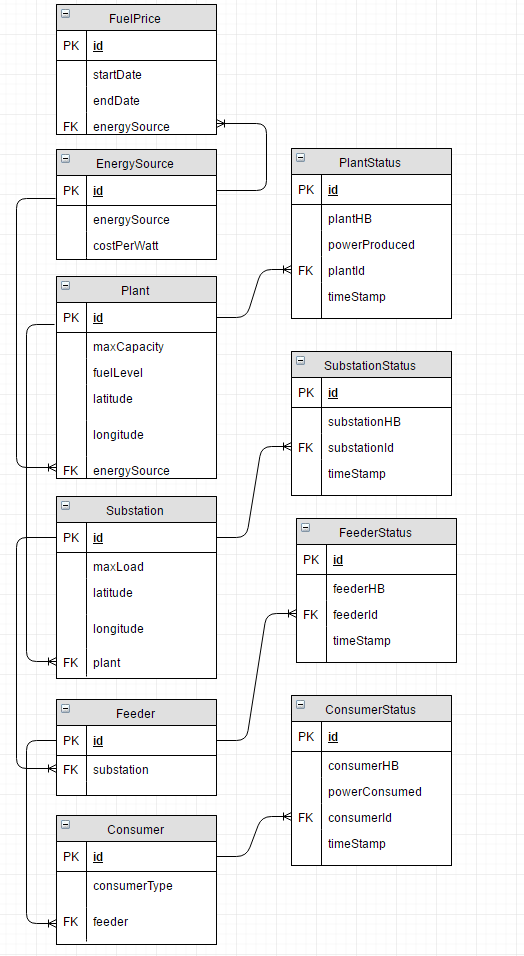 FuelPrice
PK id
startDate
endDate
FK energySource
EnergySource
PK id
energySource
costPerWatt
Plant
PK id
maxCapacity
fuelLevel
latitude
longitude
FK energySource
Substation
PK id
maxLoad
latitude
longitude
FK plant
Feeder
PK id
FK substation
Consumer
PK id
consumerType
FK feeder
PlantStatus
PK id
plantHB
powerProduced
FK plantId
timeStamp
SubstationStatus
PK id
substationHB
FK substationId
timeStamp
FeederStatus
PK id
feederHB
FK feederId
timeStamp
ConsumerStatus
PK id
consumerHB
powerConsumed
FK consumerId
timeStamp